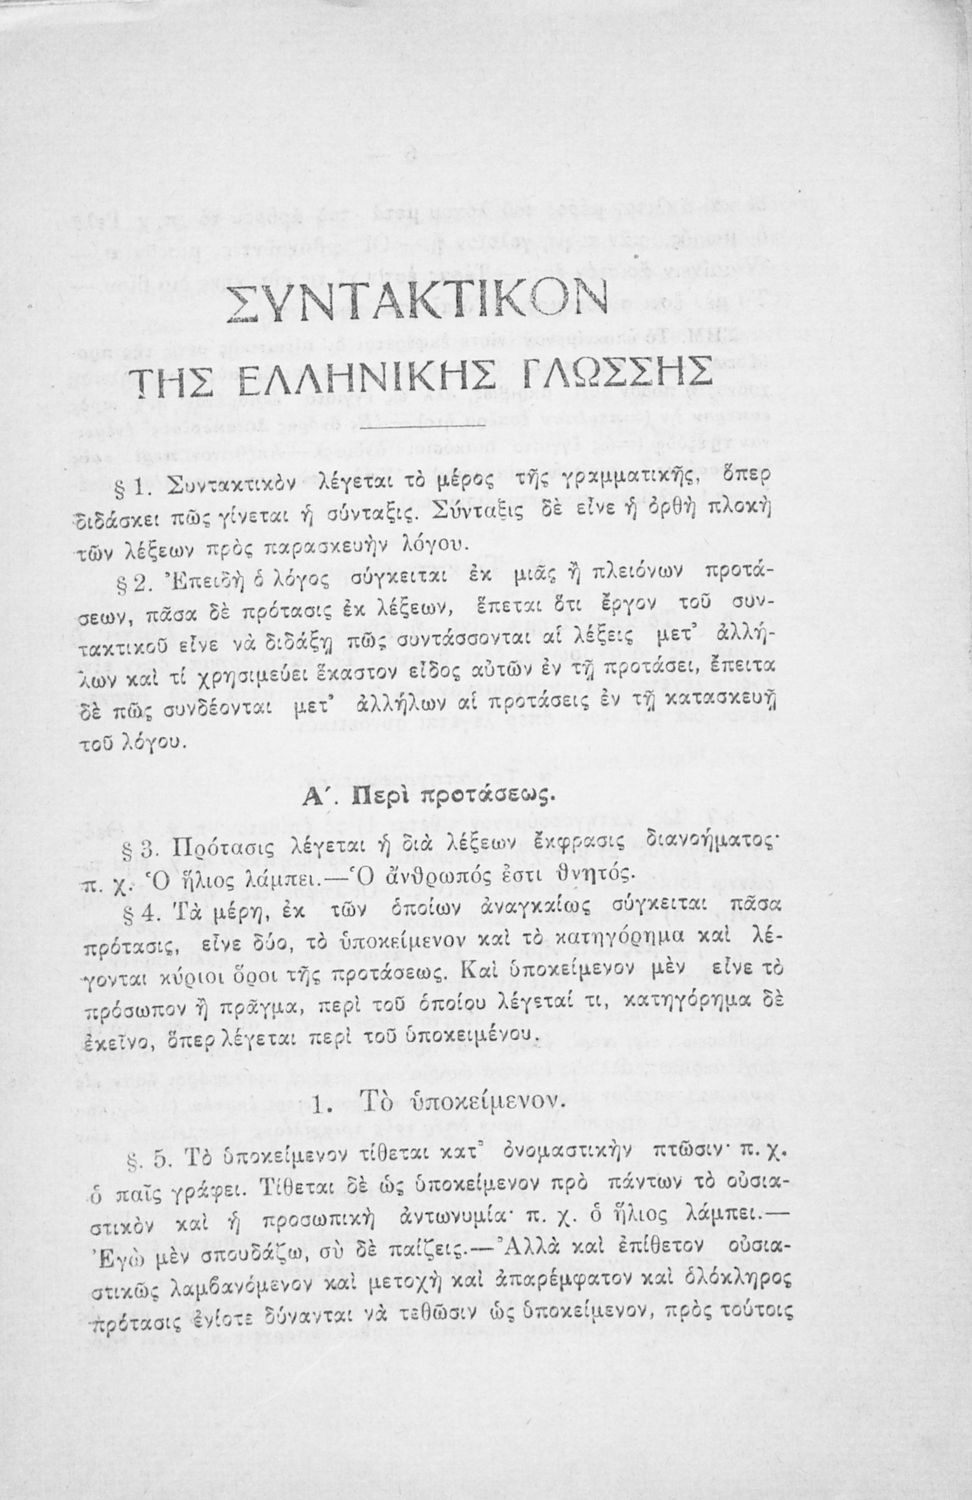 ΣΥΝΤΑΚΤΙΚΟΝ
ΤΗΣ ΕΛΛΗΝΙΚΗΣ ΓΛΩΣΣΗΣ
§ 1. Συντακτικὸν λέγεται τὸ μέρος τῆς γραμματικῆς, ὅπερ
διδάσκει πῶς γίνεται ἡ σύνταξις. Σύνταξις δὲ εἶνε ἡ ὀρθὴ πλοκὴ
τῶν λέξεων πρὸς παρασκευὴν λόγου.
§ 2. Ἐπειδὴ ὁ λόγος σύγκειται ἐκ μιᾶς ἢ πλειόνων προτά-
σεων, πᾶσα δὲ πρότασις ἐκ λέξεων, ἕπεται ὅτι ἔργον τοῦ συν-
τακτικοῦ εἶνε νὰ διδάξῃ πῶς συντάσσονται αἱ λέξεις μετ᾽ ἀλλή-
λων καὶ τί χρησιμεύει ἕκαστον εἶδος αὐτῶν ἐν τῇ προτάσει, ἔπειτα
δὲ πῶς συνδέονται μετ᾽ ἀλλήλων αἱ προτάσεις ἐν τῇ κατασκευῇ
τοῦ λόγου.
Α΄. Περὶ προτάσεως.
§ 3. Πρότασις λέγεται ἡ διὰ λέξεων ἔκφρασις διανοήματος·
π. χ. Ὁ ἥλιος λάμπει.—Ὁ ἄνθρωπός ἐστι θνητός.
§ 4. Τὰ μέρη, ἐκ τῶν ὁποίων ἀναγκαίως σύγκειται πᾶσα
πρότασις, εἶνε δύο, τὸ ὑποκείμενον καὶ τὸ κατηγόρημα καὶ λέ-
γονται κύριοι ὅροι τῆς προτάσεως. Καὶ ὑποκείμενον μὲν εἶνε τὸ
πρόσωπον ἢ πρᾶγμα, περὶ τοῦ ὁποίου λέγεταί τι, κατηγόρημα δὲ
ἐκεῖνο, ὅπερ λέγεται περὶ τοῦ ὑποκειμένου.
1. Τὸ ὑποκείμενον.
§. 5. Τὸ ὑποκείμενον τίθεται κατ᾽ ὀνομαστικὴν πτῶσιν· π. χ.
ὁ παῖς γράφει. Τίθεται δὲ ὡς ὑποκείμενον πρὸ πάντων τὸ οὐσια-
στικὸν καὶ ἡ προσωπικὴ ἀντωνυμία· π. χ. ὁ ἥλιος λάμπει.—
Ἐγὼ μὲν σπουδάζω, σὺ δὲ παίζεις.—Ἀλλὰ καὶ ἐπίθετον οὐσια-
στικῶς λαμβανόμενον καὶ μετοχὴ καὶ ἀπαρέμφατον καὶ ὁλόκληρος
πρότασις ἐνίοτε δύνανται νὰ τεθῶσιν ὡς ὑποκείμενον, πρὸς τούτοις